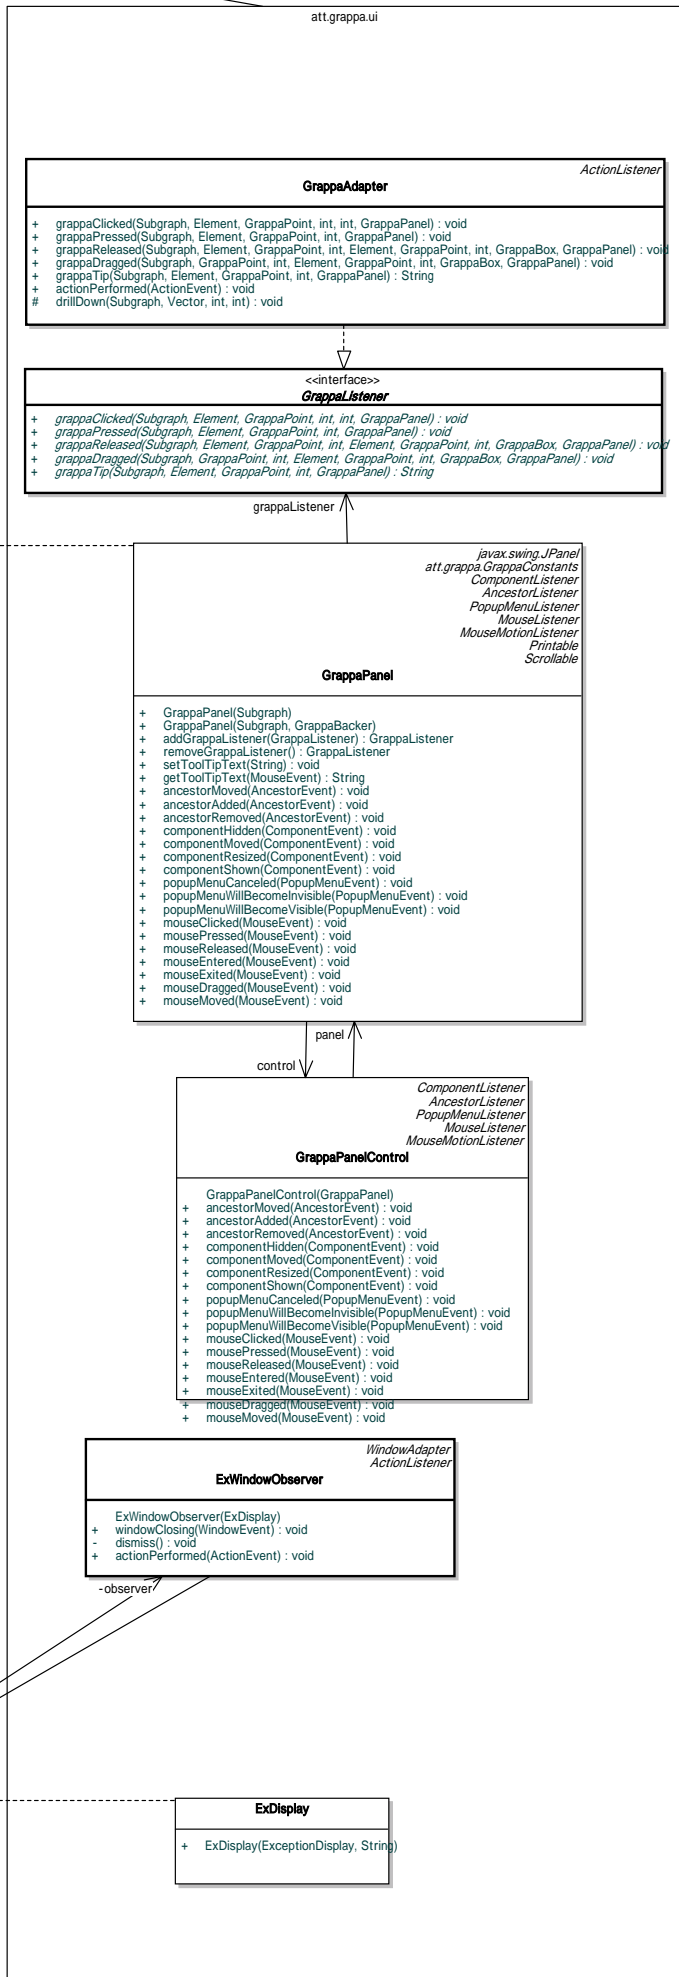 att.grappa.ui
ActionListener
GrappaAdapter
+ grappaClicked(Subgraph, Element, GrappaPoint, int, int, GrappaPanel) : void
+ grappaPressed(Subgraph, Element, GrappaPoint, int, GrappaPanel) : void
+ grappaReleased(Subgraph, Element, GrappaPoint, int, Element, GrappaPoint, int, GrappaBox, GrappaPanel) : void
+ grappaDragged(Subgraph, GrappaPoint, int, Element, GrappaPoint, int, GrappaBox, GrappaPanel) : void
+ grappaTip(Subgraph, Element, GrappaPoint, int, GrappaPanel) : String
+ actionPerformed(ActionEvent) : void
# drillDown(Subgraph, Vector, int, int) : void
<<interface>>
GrappaListener
+ grappaClicked(Subgraph, Element, GrappaPoint, int, int, GrappaPanel) : void
+ grappaPressed(Subgraph, Element, GrappaPoint, int, GrappaPanel) : void
+ grappaReleased(Subgraph, Element, GrappaPoint, int, Element, GrappaPoint, int, GrappaBox, GrappaPanel) : void
+ grappaDragged(Subgraph, GrappaPoint, int, Element, GrappaPoint, int, GrappaBox, GrappaPanel) : void
+ grappaTip(Subgraph, Element, GrappaPoint, int, GrappaPanel) : String
grappaListener
javax.swing.JPanel
att.grappa.GrappaConstants
ComponentListener
AncestorListener
PopupMenuListener
MouseListener
MouseMotionListener
Printable
Scrollable
GrappaPanel
+ GrappaPanel(Subgraph)
+ GrappaPanel(Subgraph, GrappaBacker)
+ addGrappaListener(GrappaListener) : GrappaListener
+ removeGrappaListener() : GrappaListener
+ setToolTipText(String) : void
+ getToolTipText(MouseEvent) : String
+ ancestorMoved(AncestorEvent) : void
+ ancestorAdded(AncestorEvent) : void
+ ancestorRemoved(AncestorEvent) : void
+ componentHidden(ComponentEvent) : void
+ componentMoved(ComponentEvent) : void
+ componentResized(ComponentEvent) : void
+ componentShown(ComponentEvent) : void
+ popupMenuCanceled(PopupMenuEvent) : void
+ popupMenuWillBecomeInvisible(PopupMenuEvent) : void
+ popupMenuWillBecomeVisible(PopupMenuEvent) : void
+ mouseClicked(MouseEvent) : void
+ mousePressed(MouseEvent) : void
+ mouseReleased(MouseEvent) : void
+ mouseEntered(MouseEvent) : void
+ mouseExited(MouseEvent) : void
+ mouseDragged(MouseEvent) : void
+ mouseMoved(MouseEvent) : void
panel
control
ComponentListener
AncestorListener
PopupMenuListener
MouseListener
MouseMotionListener
GrappaPanelControl
GrappaPanelControl(GrappaPanel)
+ ancestorMoved(AncestorEvent) : void
+ ancestorAdded(AncestorEvent) : void
+ ancestorRemoved(AncestorEvent) : void
+ componentHidden(ComponentEvent) : void
+ componentMoved(ComponentEvent) : void
+ componentResized(ComponentEvent) : void
+ componentShown(ComponentEvent) : void
+ popupMenuCanceled(PopupMenuEvent) : void
+ popupMenuWillBecomeInvisible(PopupMenuEvent) : void
+ popupMenuWillBecomeVisible(PopupMenuEvent) : void
+ mouseClicked(MouseEvent) : void
+ mousePressed(MouseEvent) : void
+ mouseReleased(MouseEvent) : void
+ mouseEntered(MouseEvent) : void
+ mouseExited(MouseEvent) : void
+ mouseDragged(MouseEvent) : void
+ mouseMoved(MouseEvent) : void
WindowAdapter
ActionListener
ExWindowObserver
ExWindowObserver(ExDisplay)
+ windowClosing(WindowEvent) : void
- dismiss() : void
+ actionPerformed(ActionEvent) : void
-observer
ExDisplay
+ ExDisplay(ExceptionDisplay, String)